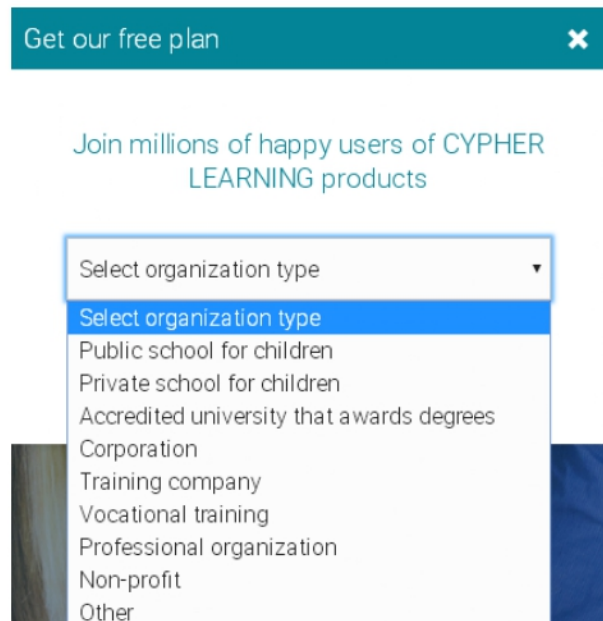 Get our free plan
Join millions of happy users of CYPHER
LEARNING products
Select organization type
Select organization type
Public school for children
Private school for children
Accredited university that awards degrees
Corporation
Training company
Vocational training
Professional organization
Non-profit
Other